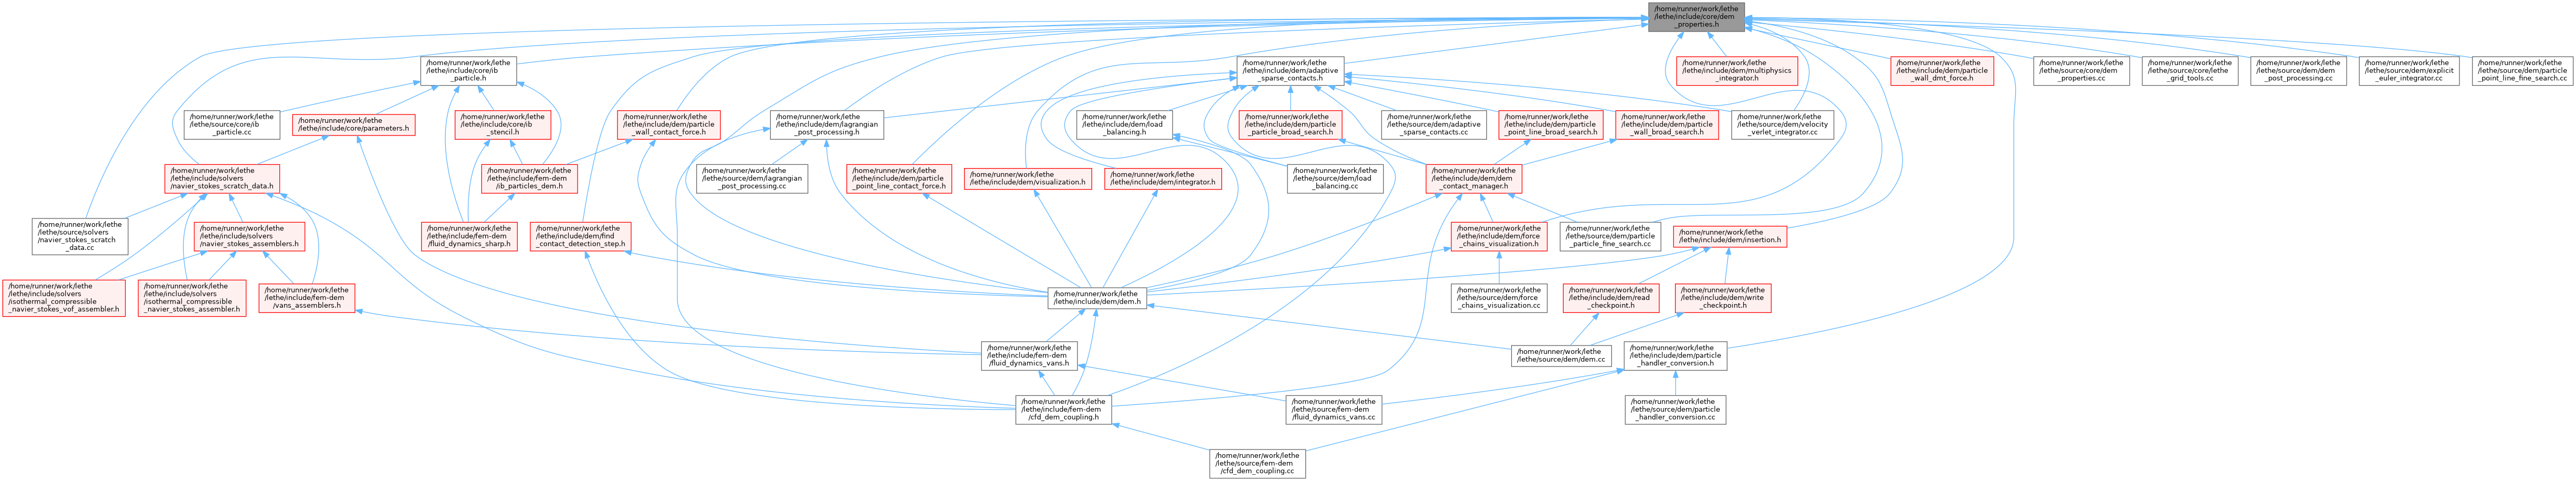 /home/runner/work/lethe
/lethe/include/core/dem
_properties.h
/home/runner/work/lethe
/lethe/include/core/ib
_particle.h
/home/runner/work/lethe
/lethe/include/dem/adaptive
_sparse_contacts.h
/home/runner/work/lethe
/lethe/include/dem/multiphysics
_integrator.h
/home/runner/work/lethe
/lethe/include/dem/particle
_wall_dmt_force.h
/home/runner/work/lethe
/lethe/source/core/dem
_properties.cc
/home/runner/work/lethe
/lethe/source/core/lethe
_grid_tools.cc
/home/runner/work/lethe
/lethe/source/dem/dem
_post_processing.cc
/home/runner/work/lethe
/lethe/source/dem/explicit
_euler_integrator.cc
/home/runner/work/lethe
/lethe/source/dem/particle
_point_line_fine_search.cc
/home/runner/work/lethe
/lethe/source/core/ib
_particle.cc
/home/runner/work/lethe
/lethe/include/core/parameters.h
/home/runner/work/lethe
/lethe/include/core/ib
_stencil.h
/home/runner/work/lethe
/lethe/include/dem/particle
_wall_contact_force.h
/home/runner/work/lethe
/lethe/include/dem/lagrangian
_post_processing.h
/home/runner/work/lethe
/lethe/include/dem/load
_balancing.h
/home/runner/work/lethe
/lethe/include/dem/particle
_particle_broad_search.h
/home/runner/work/lethe
/lethe/source/dem/adaptive
_sparse_contacts.cc
/home/runner/work/lethe
/lethe/include/dem/particle
_point_line_broad_search.h
/home/runner/work/lethe
/lethe/include/dem/particle
_wall_broad_search.h
/home/runner/work/lethe
/lethe/source/dem/velocity
_verlet_integrator.cc
/home/runner/work/lethe
/lethe/include/solvers
/navier_stokes_scratch_data.h
/home/runner/work/lethe
/lethe/include/fem-dem
/ib_particles_dem.h
/home/runner/work/lethe
/lethe/source/dem/lagrangian
_post_processing.cc
/home/runner/work/lethe
/lethe/include/dem/particle
_point_line_contact_force.h
/home/runner/work/lethe
/lethe/include/dem/visualization.h
/home/runner/work/lethe
/lethe/include/dem/integrator.h
/home/runner/work/lethe
/lethe/source/dem/load
_balancing.cc
/home/runner/work/lethe
/lethe/include/dem/dem
_contact_manager.h
/home/runner/work/lethe
/lethe/source/solvers
/navier_stokes_scratch
_data.cc
/home/runner/work/lethe
/lethe/include/solvers
/navier_stokes_assemblers.h
/home/runner/work/lethe
/lethe/include/fem-dem
/fluid_dynamics_sharp.h
/home/runner/work/lethe
/lethe/include/dem/find
_contact_detection_step.h
/home/runner/work/lethe
/lethe/include/dem/force
_chains_visualization.h
/home/runner/work/lethe
/lethe/source/dem/particle
_particle_fine_search.cc
/home/runner/work/lethe
/lethe/include/dem/insertion.h
/home/runner/work/lethe
/lethe/include/solvers
/isothermal_compressible
_navier_stokes_vof_assembler.h
/home/runner/work/lethe
/lethe/include/solvers
/isothermal_compressible
_navier_stokes_assembler.h
/home/runner/work/lethe
/lethe/include/fem-dem
/vans_assemblers.h
/home/runner/work/lethe
/lethe/include/dem/dem.h
/home/runner/work/lethe
/lethe/source/dem/force
_chains_visualization.cc
/home/runner/work/lethe
/lethe/include/dem/read
_checkpoint.h
/home/runner/work/lethe
/lethe/include/dem/write
_checkpoint.h
/home/runner/work/lethe
/lethe/include/fem-dem
/fluid_dynamics_vans.h
/home/runner/work/lethe
/lethe/source/dem/dem.cc
/home/runner/work/lethe
/lethe/include/dem/particle
_handler_conversion.h
/home/runner/work/lethe
/lethe/include/fem-dem
/cfd_dem_coupling.h
/home/runner/work/lethe
/lethe/source/fem-dem
/fluid_dynamics_vans.cc
/home/runner/work/lethe
/lethe/source/dem/particle
_handler_conversion.cc
/home/runner/work/lethe
/lethe/source/fem-dem
/cfd_dem_coupling.cc